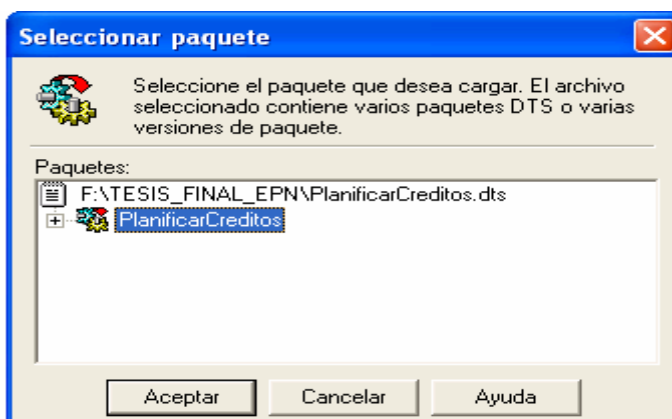 Seleccionar paquete
Seleccione el paquete que desea cargar. El archivo
seleccionado contiene varios paquetes DTS o varias
versiones de paquete.
Paquetes:
F:\TESIS_FINAL_EPN\PlanificarCreditos.dts
PlanificarCreditos
Aceptar Cancelar Ayuda